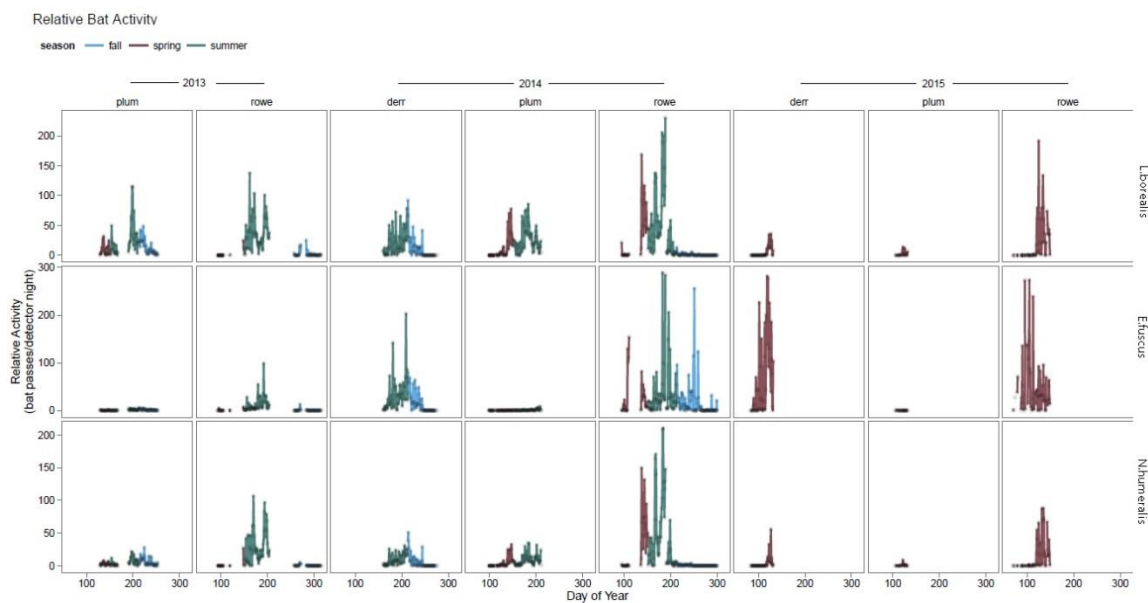 Relative Bat Activity
season fall spring summer
2013 2014 2015
plum rowe derr plum rowe derr plum rowe
200
150
100
50
0
L.borealis
300
200
100
0
E.fuscus
200
150
100
50
0
N.humeralis
Relative Activity
(bat passes/detector night)
100 200 300 100 200 300 100 200 300 100 200 300 100 200 300 100 200 300 100 200 300 100 200 300
Day of Year